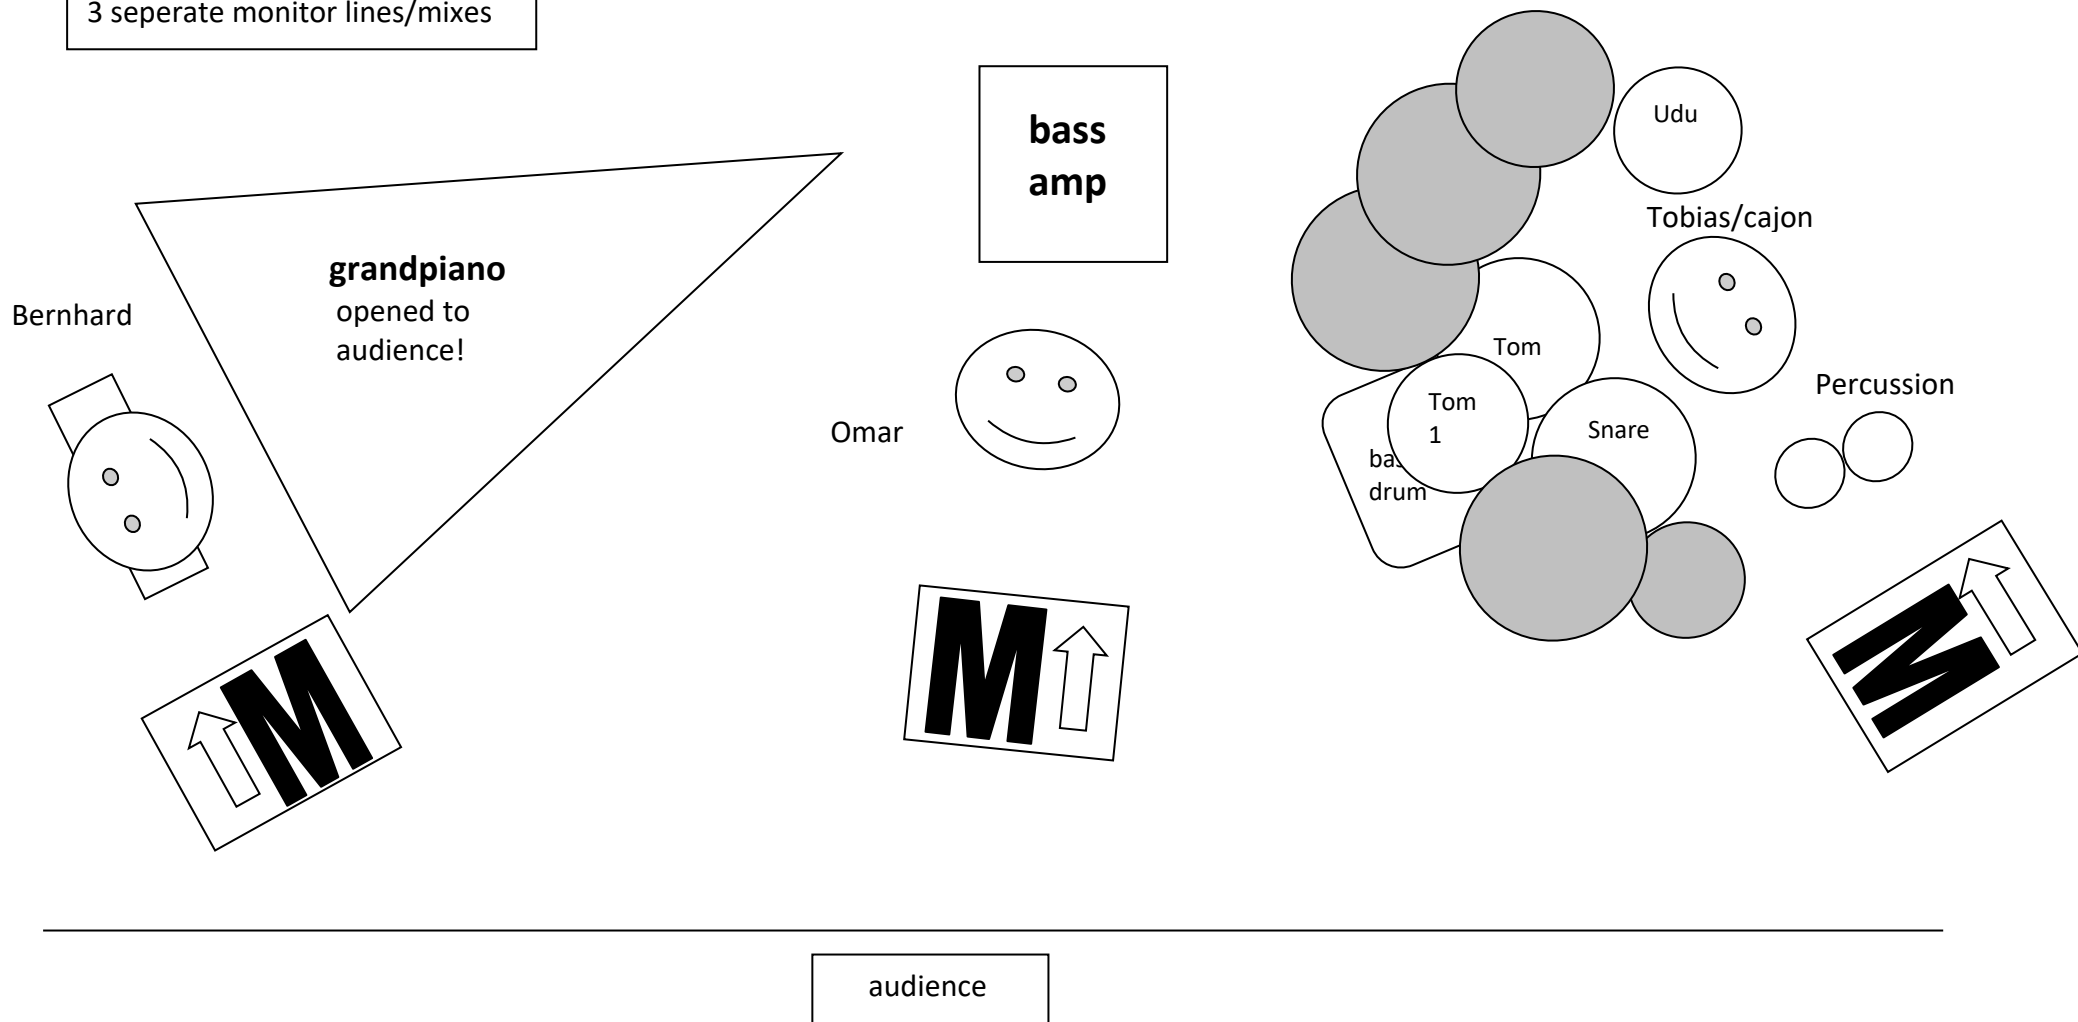 3 seperate monitor lines/mixes
bass
amp
Udu
Tobias/cajon
grandpiano
opened to
audience!
Bernhard
Tom
Percussion
Tom
1
Snare
Omar
drum
M
M
M
audience